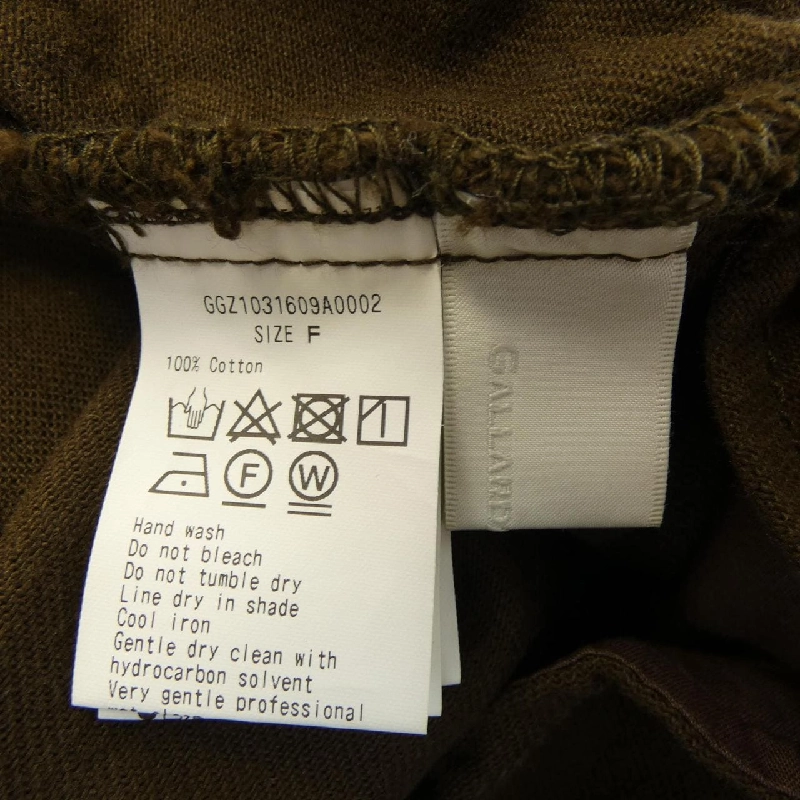 GGZ1031609A0002
SIZE F
100% Cotton
F W
Hand wash
Do not bleach
Do not tumble dry
Line dry in shade
Cool iron
Gentle dry clean with
hydrocarbon solvent
Very gentle professional
GALLARD